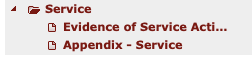 Service
Evidence of Service Acti...
Appendix - Service